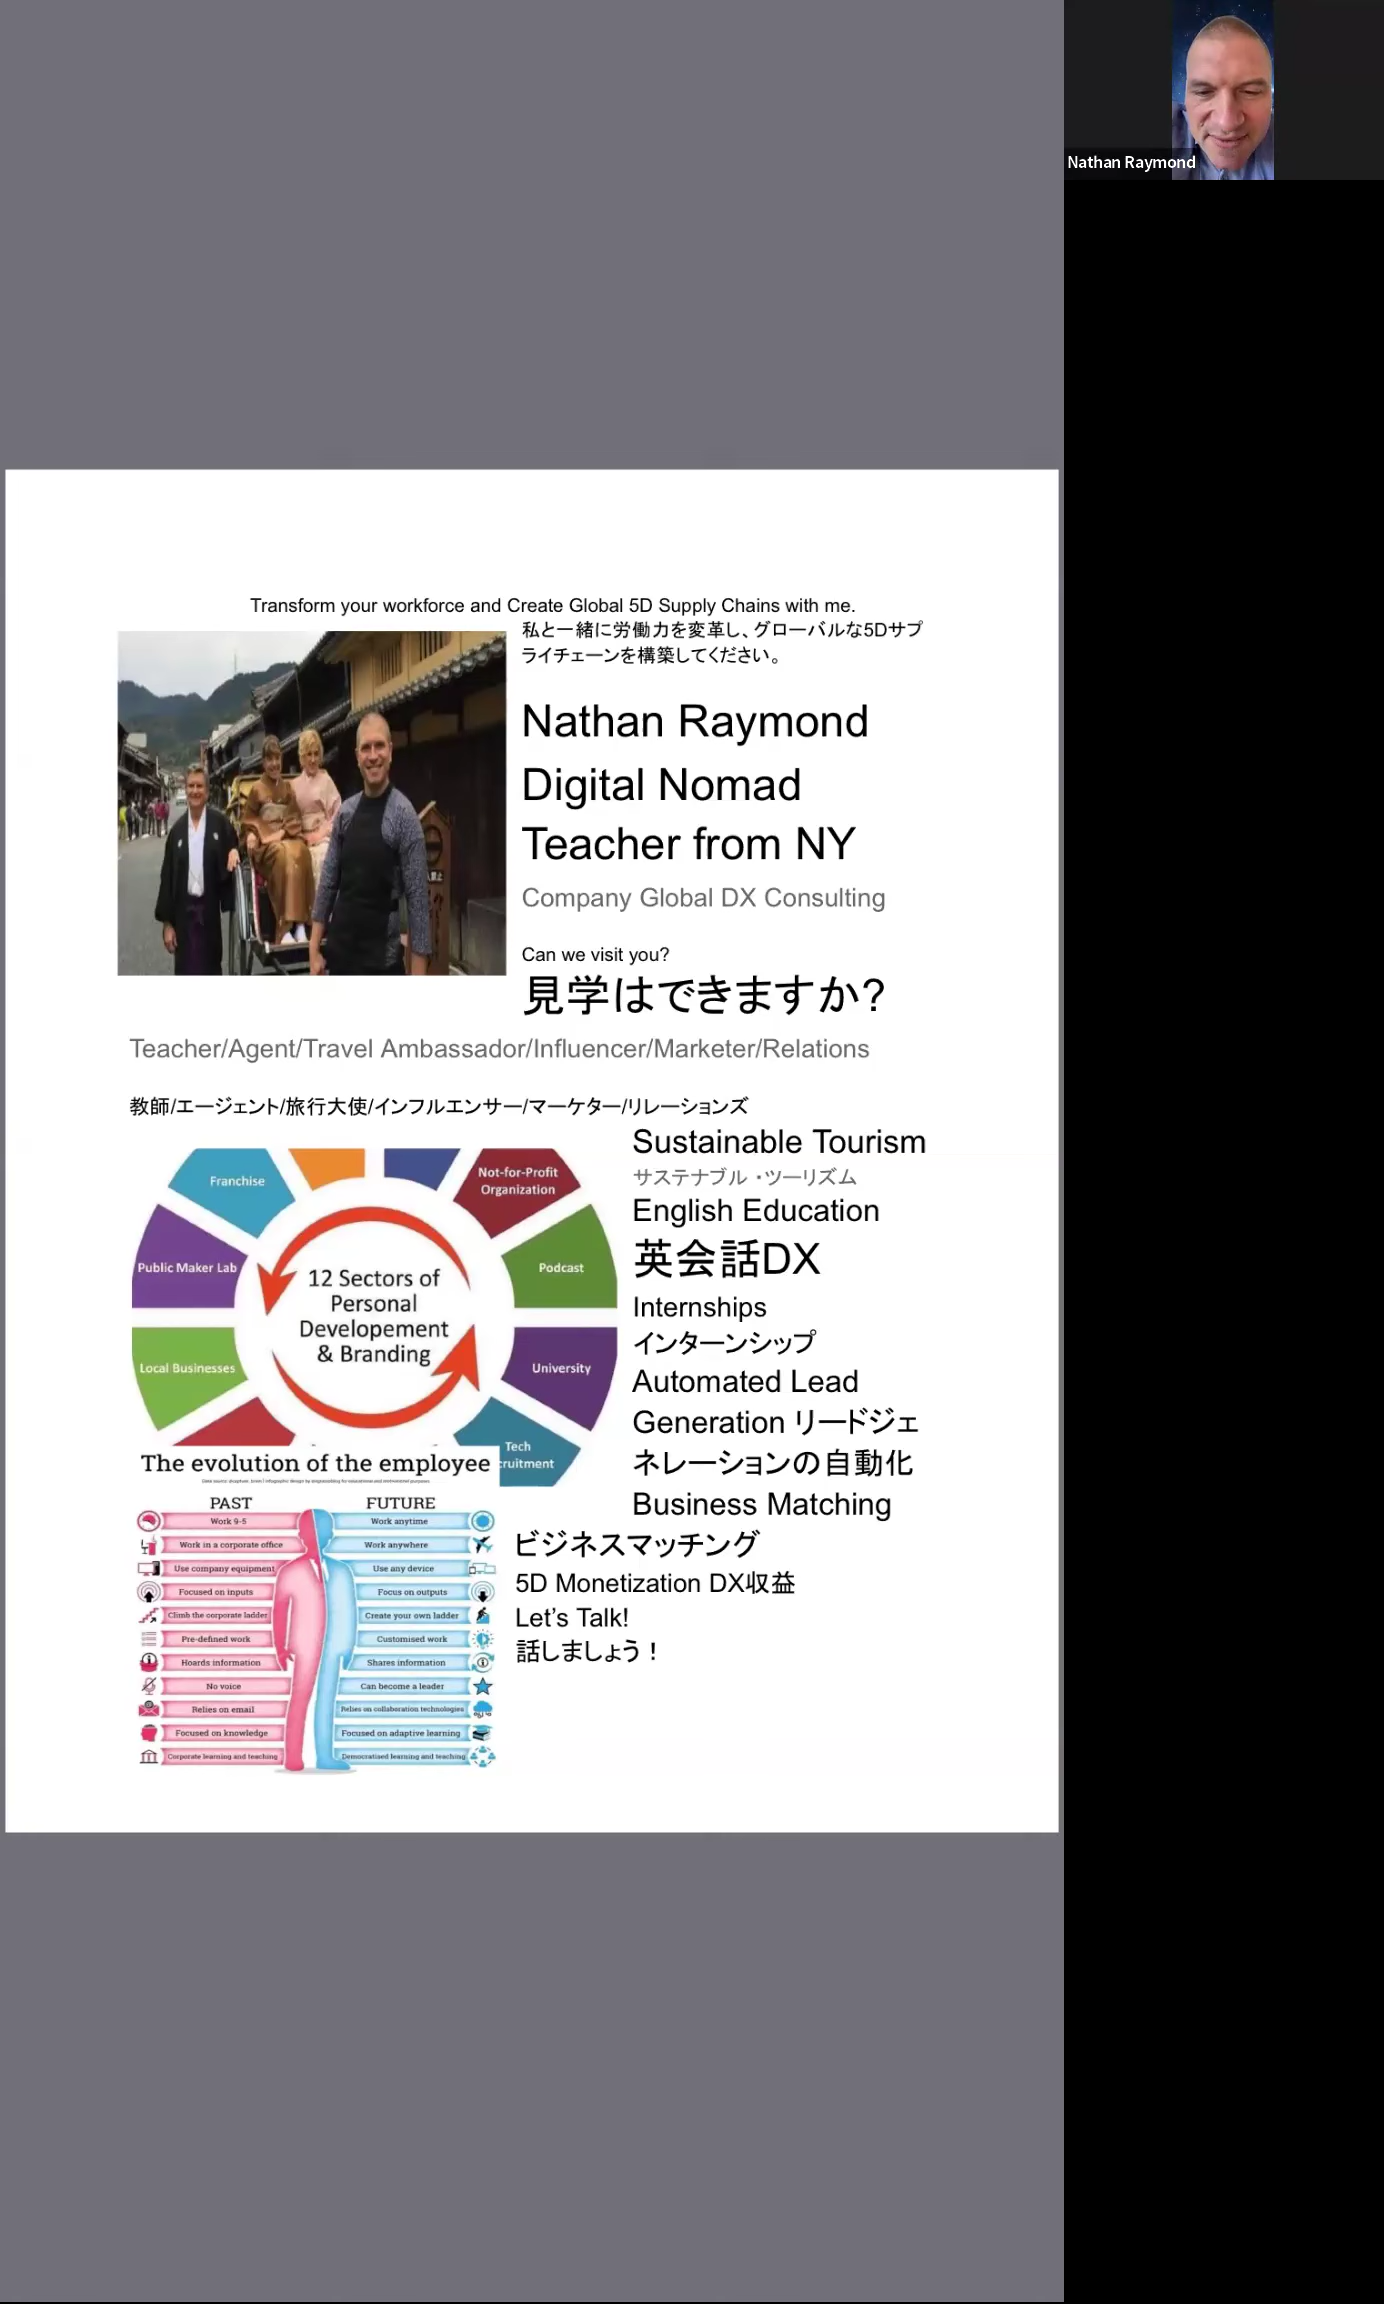 Nathan Raymond
Transform your workforce and Create Global 5D Supply Chains with me.
私と一緒に労働力を変革し、グローバルな5Dサプ
ライチェーンを構築してください。
Nathan Raymond
Digital Nomad
Teacher from NY
Company Global DX Consulting
Can we visit you?
見学はできますか?
Teacher/Agent/Travel Ambassador/Influencer/Marketer/Relations
教師/エージェント/旅行大使/インフルエンサー/マーケター/リレーションズ
Franchise
Not-for-Profit
Organization
Public Maker Lab
Podcast
12 Sectors of
Personal
Developement
& Branding
Local Businesses
University
Tech
cruitment
Sustainable Tourism
サステナブル・ツーリズム
English Education
英会話DX
Internships
インターンシップ
Automated Lead
Generation リードジェ
ネレーションの自動化
Business Matching
ビジネスマッチング
5D Monetization DX収益
Let's Talk!
話しましょう！
The evolution of the employee
PAST
FUTURE
Work 9-5
Work anytime
Work in a corporate office
Work anywhere
Use company equipment
Use any device
Focused on inputs
Focus on outputs
Climb the corporate ladder
Create your own ladder
Pre-defined work
Customised work
Hoards information
Shares information
No voice
Can become a leader
Relies on email
Relies on collaboration technologies
Focused on knowledge
Focused on adaptive learning
Corporate learning and teaching
Democratised learning and teaching